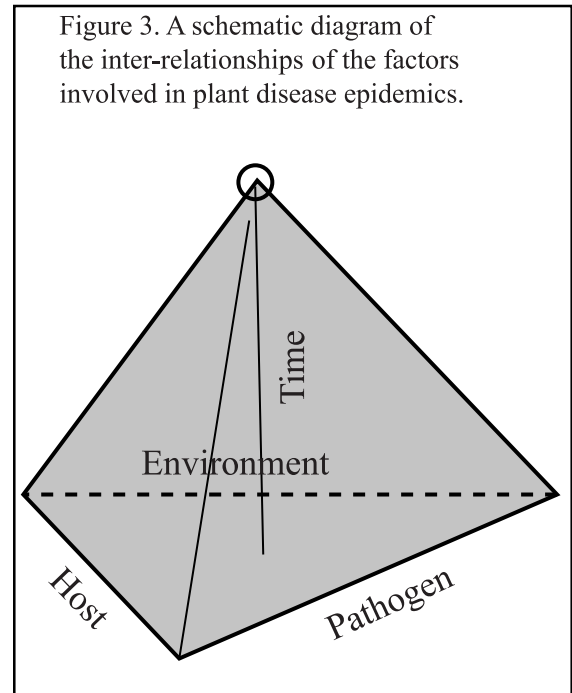 Figure 3. A schematic diagram of
the inter-relationships of the factors
involved in plant disease epidemics.
Time
Environment
Host
Pathogen